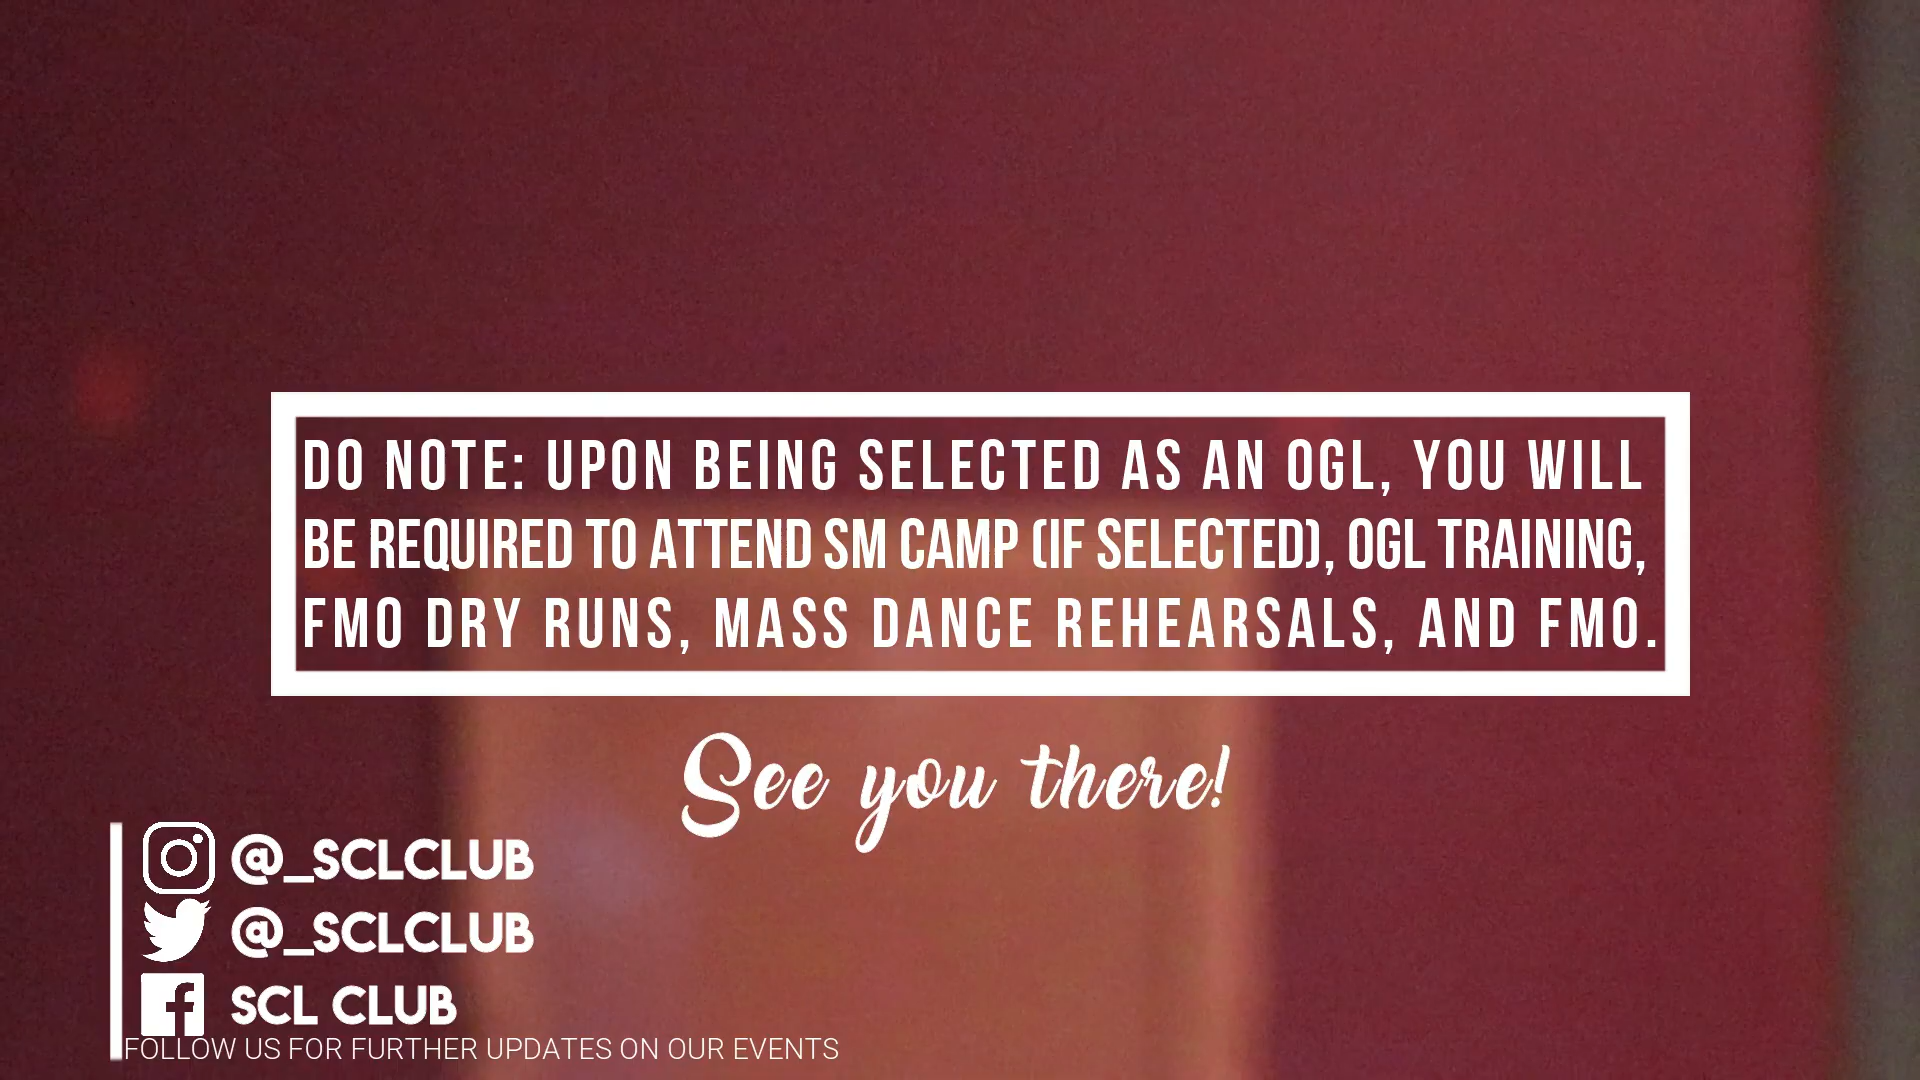 DO NOTE: UPON BEING SELECTED AS AN OGL, YOU WILL
BE REQUIRED TO ATTEND SM CAMP (IF SELECTED), OGL TRAINING,
FMO DRY RUNS, MASS DANCE REHEARSALS, AND FMO.
See you there!
@_SCLCLUB
@_SCLCLUB
SCL CLUB
FOLLOW US FOR FURTHER UPDATES ON OUR EVENTS